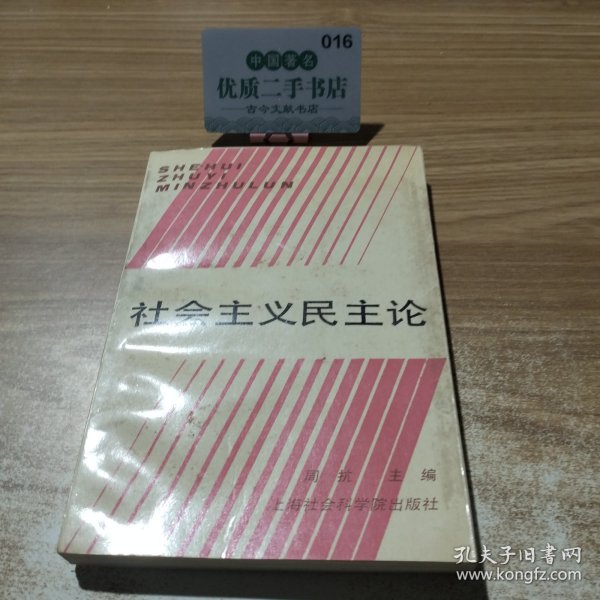 016
中国著名
优质二手书店
古今文献书店
SHEHUI
ZHUYI
MINZHULUN
社会主义民主论
周抗 主编
上海社会科学院出版社
孔夫子旧书网
www.kongfz.com